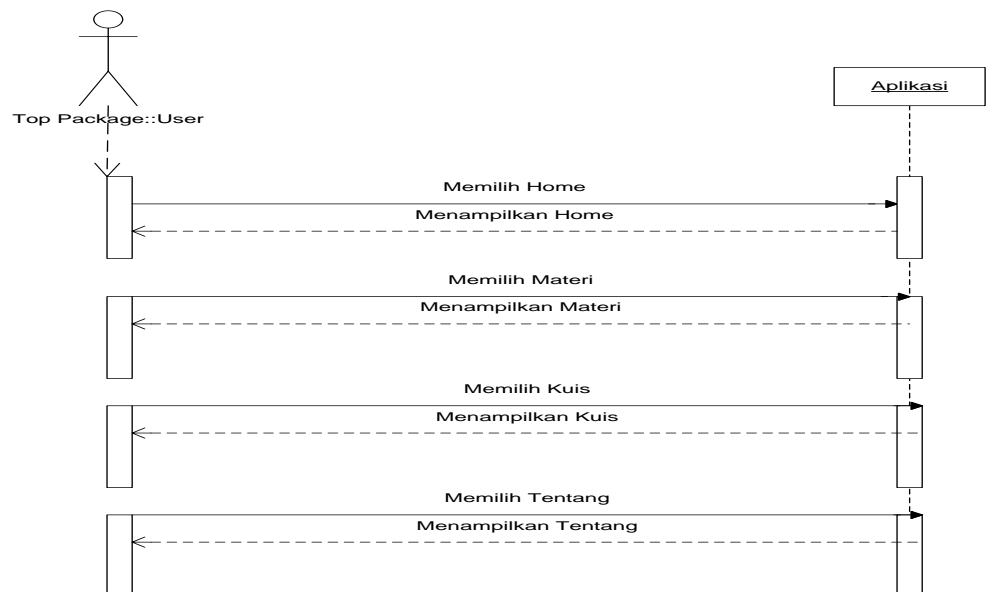 Aplikasi
Top Package::User
Memilih Home
Menampilkan Home
Memilih Materi
Menampilkan Materi
Memilih Kuis
Menampilkan Kuis
Memilih Tentang
Menampilkan Tentang